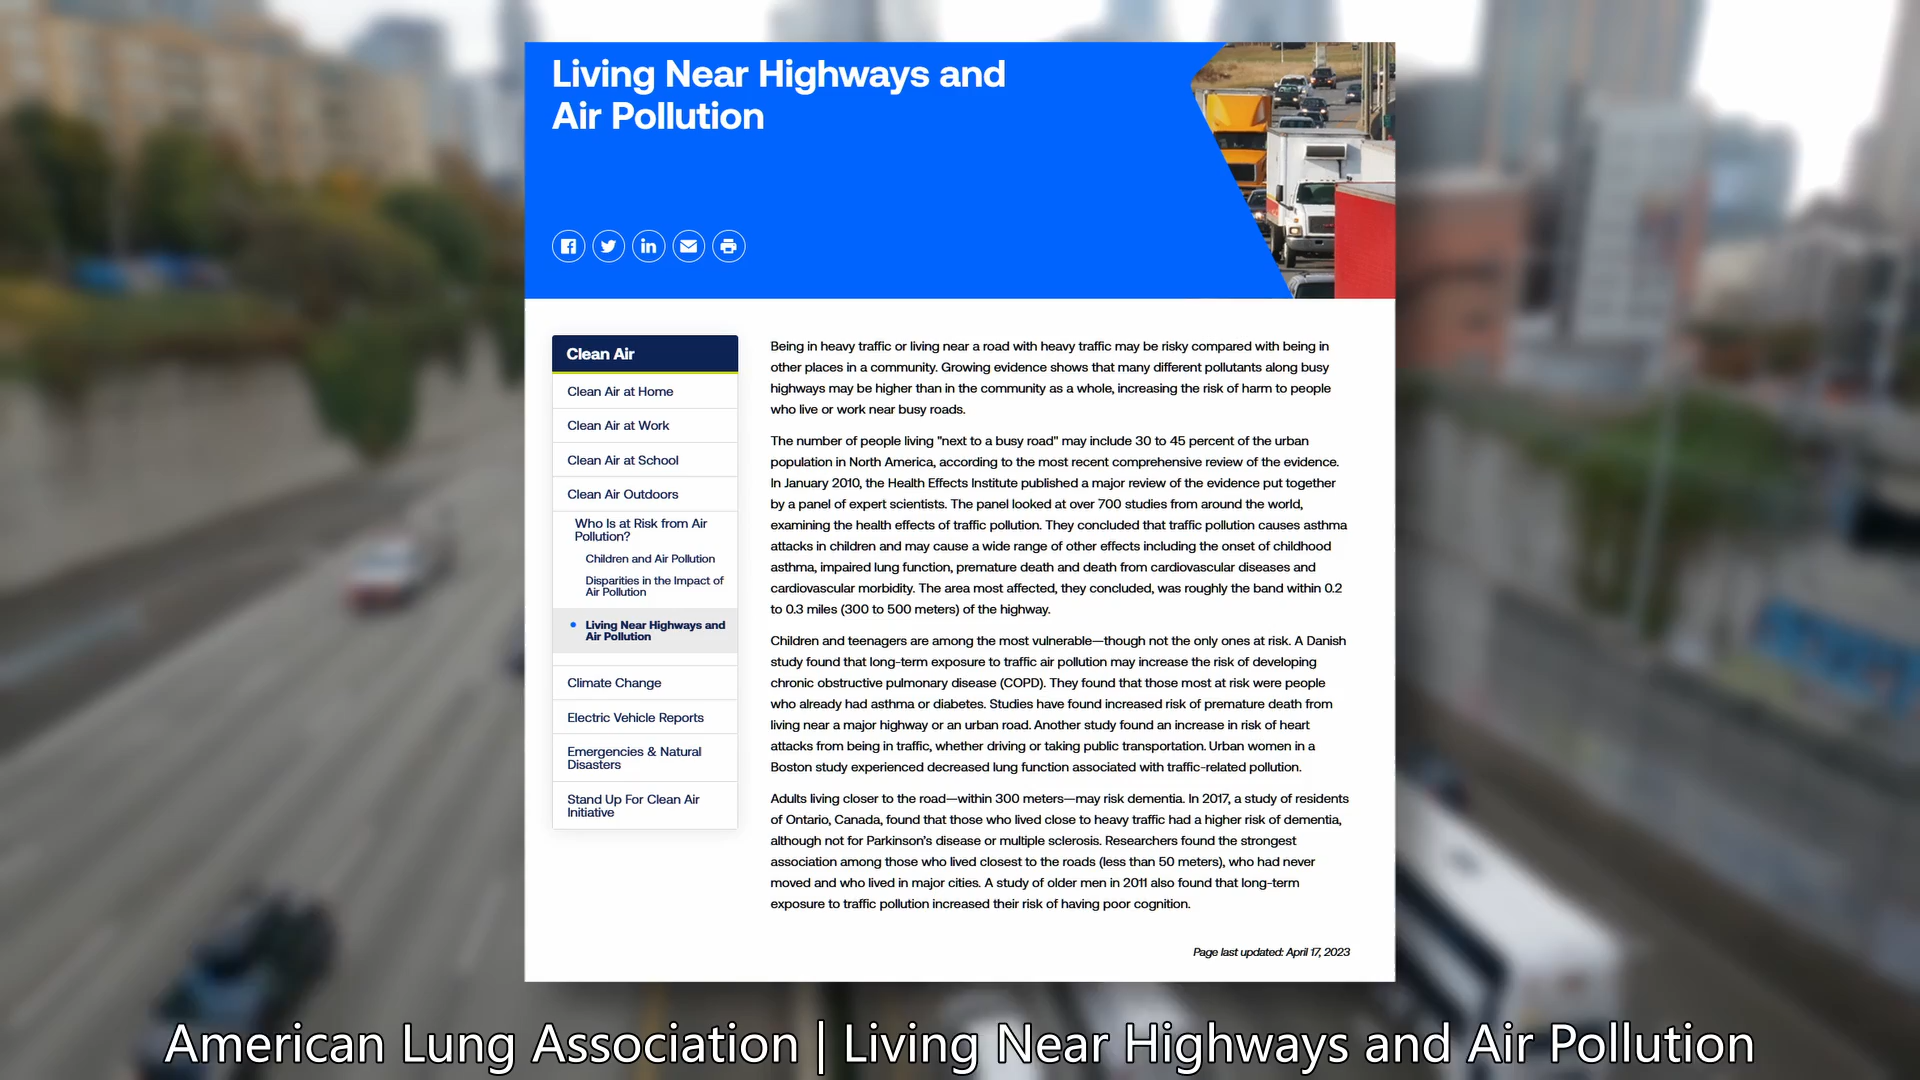 Living Near Highways and
Air Pollution
Clean Air
Clean Air at Home
Clean Air at Work
Clean Air at School
Clean Air Outdoors
Who Is at Risk from Air
Pollution?
Children and Air Pollution
Disparities in the Impact of
Air Pollution
Living Near Highways and
Air Pollution
Climate Change
Electric Vehicle Reports
Emergencies & Natural
Disasters
Stand Up For Clean Air
Initiative
Being in heavy traffic or living near a road with heavy traffic may be risky compared with being in
other places in a community. Growing evidence shows that many different pollutants along busy
highways may be higher than in the community as a whole, increasing the risk of harm to people
who live or work near busy roads.
The number of people living "next to a busy road" may include 30 to 45 percent of the urban
population in North America, according to the most recent comprehensive review of the evidence.
In January 2010, the Health Effects Institute published a major review of the evidence put together
by a panel of expert scientists. The panel looked at over 700 studies from around the world,
examining the health effects of traffic pollution. They concluded that traffic pollution causes asthma
attacks in children and may cause a wide range of other effects including the onset of childhood
asthma, impaired lung function, premature death and death from cardiovascular diseases and
cardiovascular morbidity. The area most affected, they concluded, was roughly the band within 0.2
to 0.3 miles (300 to 500 meters) of the highway.
Children and teenagers are among the most vulnerable—though not the only ones at risk. A Danish
study found that long-term exposure to traffic air pollution may increase the risk of developing
chronic obstructive pulmonary disease (COPD). They found that those most at risk were people
who already had asthma or diabetes. Studies have found increased risk of premature death from
living near a major highway or an urban road. Another study found an increase in risk of heart
attacks from being in traffic, whether driving or taking public transportation. Urban women in a
Boston study experienced decreased lung function associated with traffic-related pollution.
Adults living closer to the road—within 300 meters—may risk dementia. In 2017, a study of residents
of Ontario, Canada, found that those who lived close to heavy traffic had a higher risk of dementia,
although not for Parkinson's disease or multiple sclerosis. Researchers found the strongest
association among those who lived closest to the roads (less than 50 meters), who had never
moved and who lived in major cities. A study of older men in 2011 also found that long-term
exposure to traffic pollution increased their risk of having poor cognition.
Page last updated: April 17, 2023
American Lung Association | Living Near Highways and Air Pollution